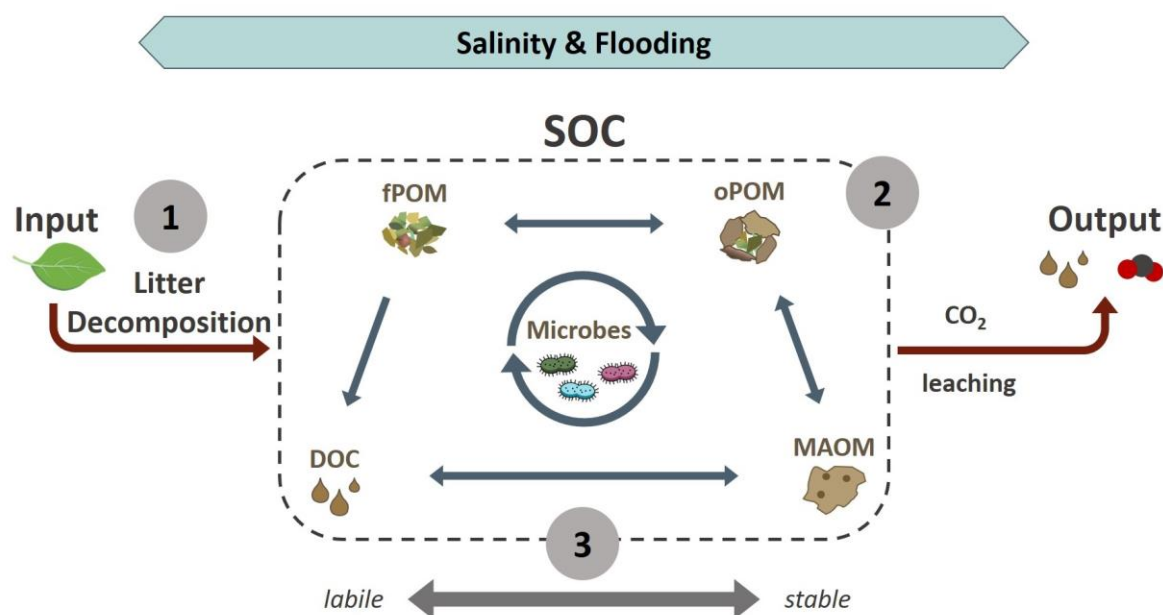 Salinity & Flooding
SOC
fPOM
oPOM
2
1
Input
Litter
Decomposition
Output
Microbes
CO₂
leaching
DOC
MAOM
3
labile
stable